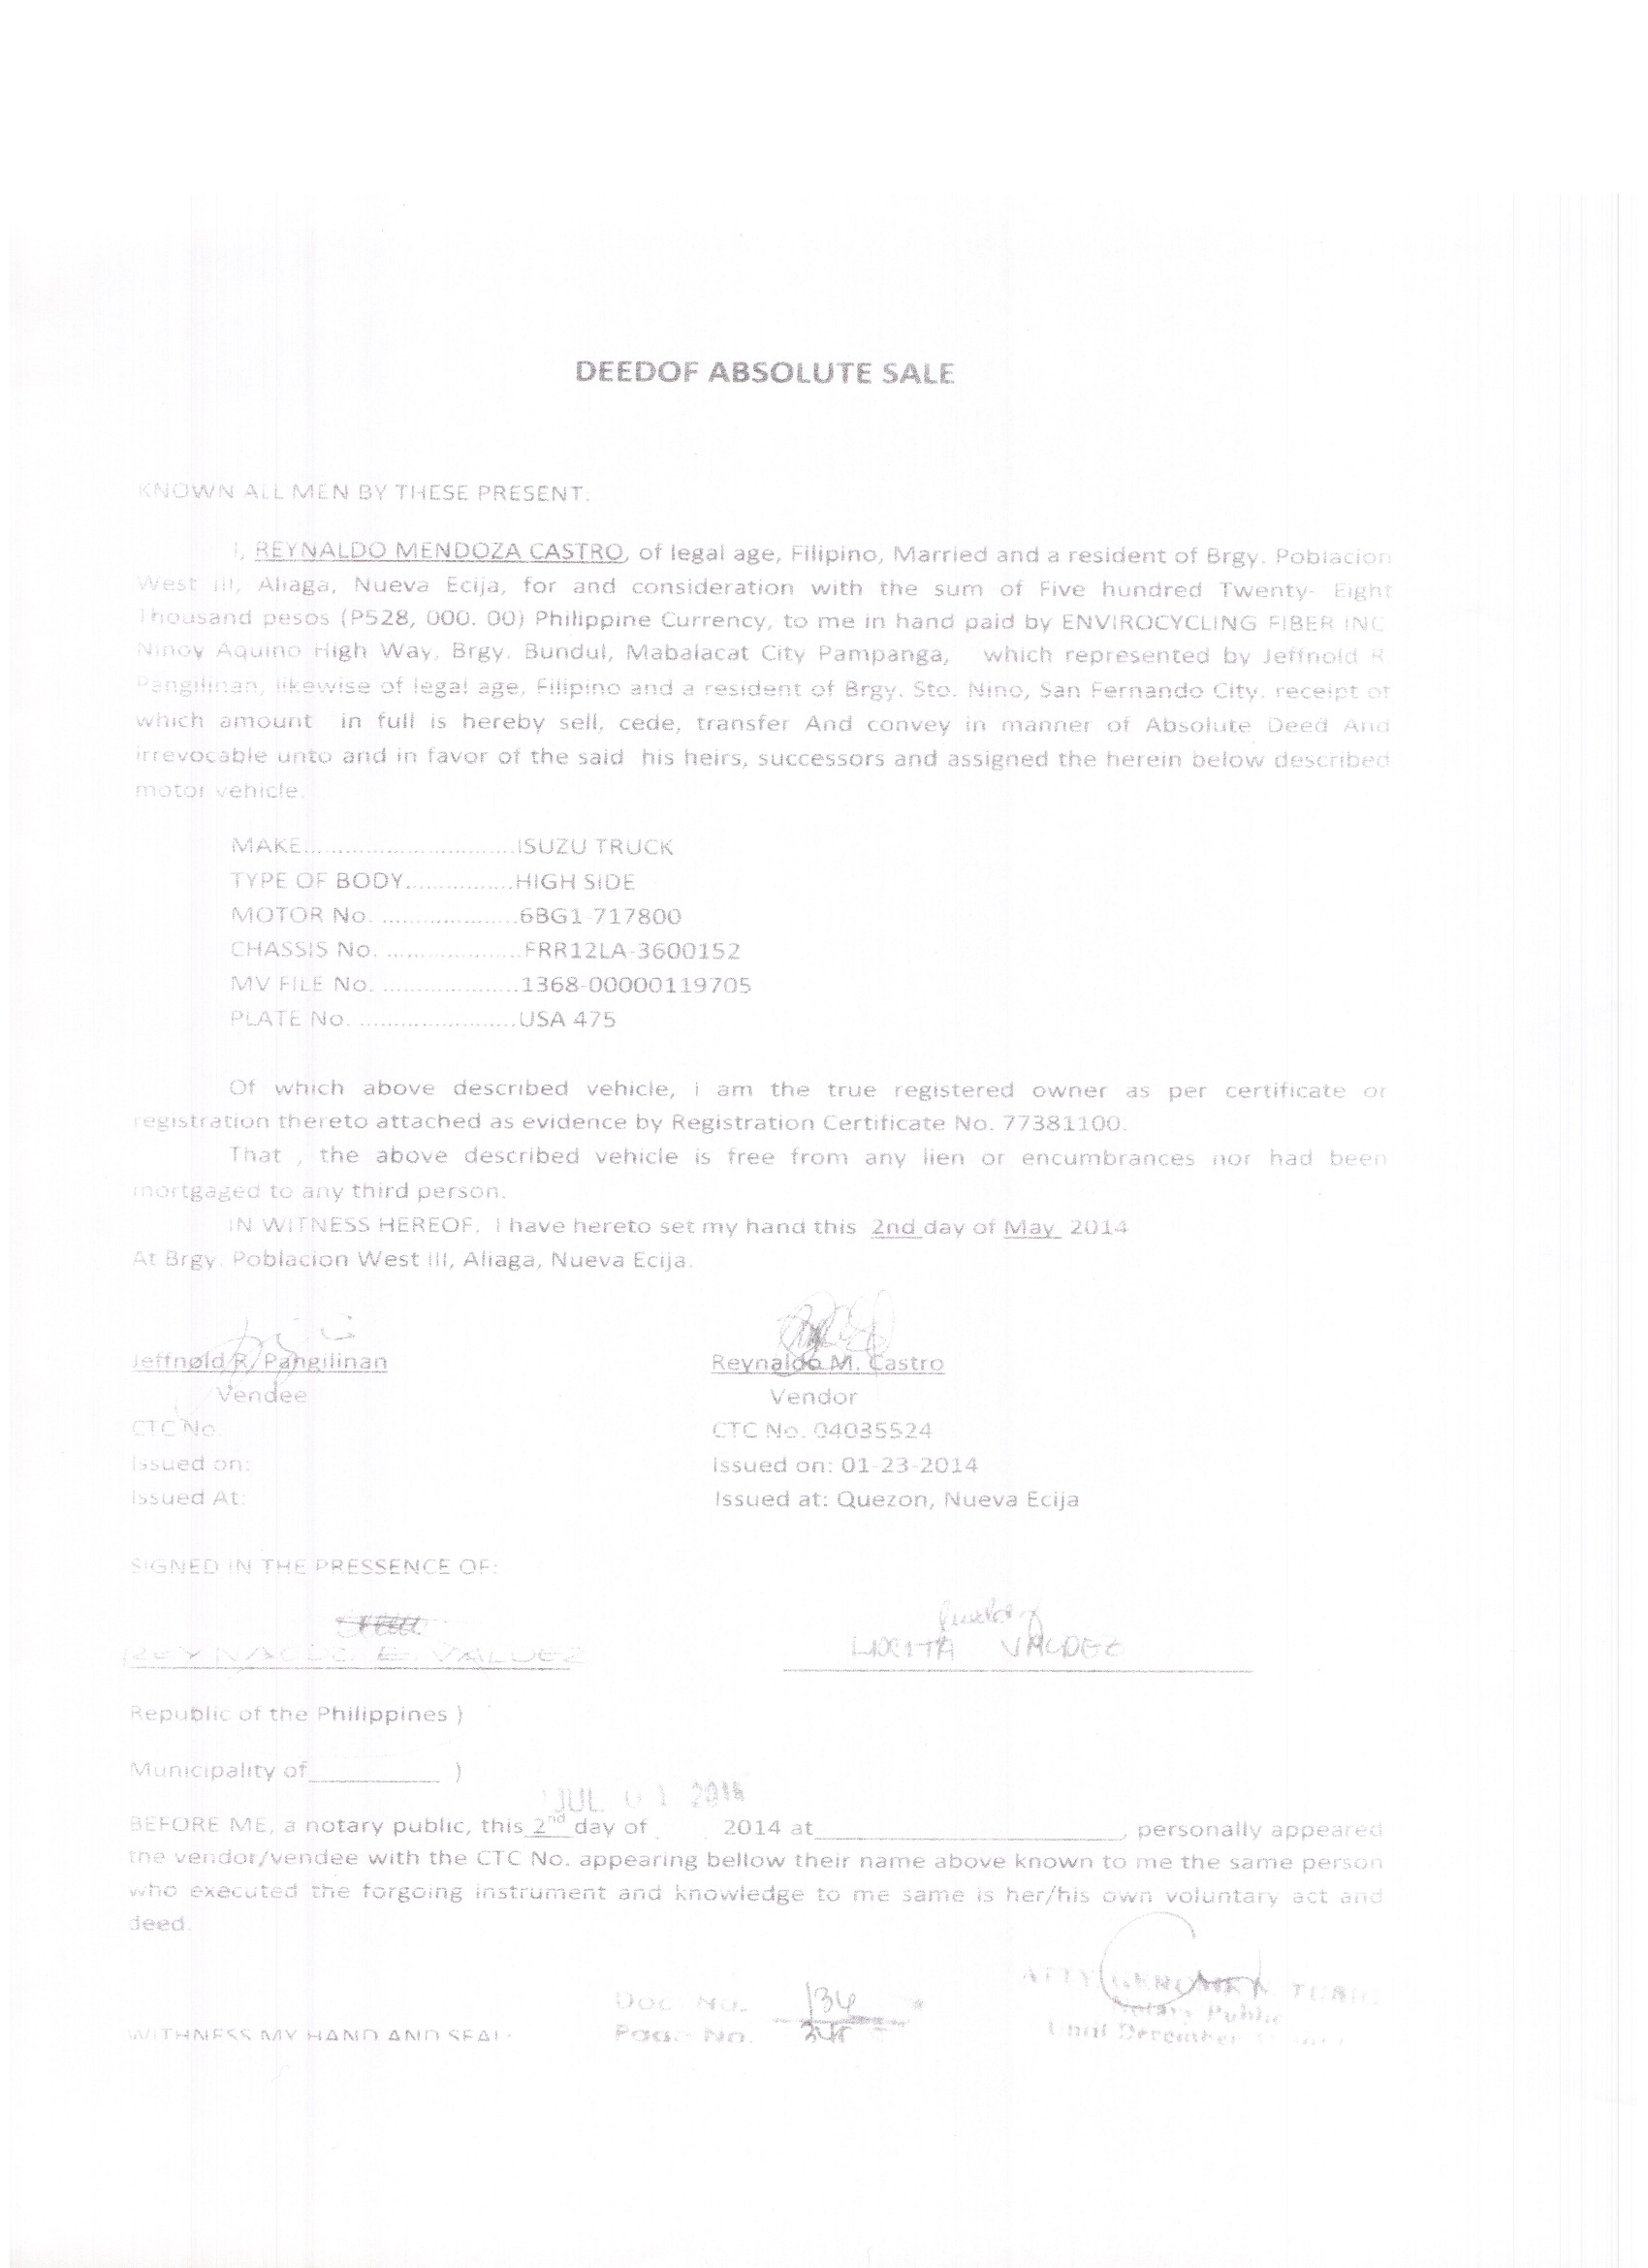 DEEDOF ABSOLUTE SALE
KNOWN ALL MEN BY THESE PRESENT.
I, REYNALDO MENDOZA CASTRO, of legal age, Filipino, Married and a resident of Brgy. Poblacion
West III, Aliaga, Nueva Ecija, for and consideration with the sum of Five hundred Twenty- Eight
Thousand pesos (P528, 000. 00) Philippine Currency, to me in hand paid by ENVIROCYCLING FIBER INC
Ninoy Aquino High Way, Brgy. Bundul, Mabalacat City Pampanga, which represented by Jeffnold R.
Pangilinan, likewise of legal age, Filipino and a resident of Brgy. Sto. Nino, San Fernando City. receipt of
which amount in full is hereby sell, cede, transfer And convey in manner of Absolute Deed And
irrevocable unto and in favor of the said his heirs, successors and assigned the herein below described
motor vehicle.
MAKE...............................ISUZU TRUCK
TYPE OF BODY................HIGH SIDE
MOTOR No. ....................6BG1-717800
CHASSIS No. ....................FRR12LA-3600152
MV FILE No. ....................1368-00000119705
PLATE No. .......................USA 475
Of which above described vehicle, i am the true registered owner as per certificate or
registration thereto attached as evidence by Registration Certificate No. 77381100.
That , the above described vehicle is free from any lien or encumbrances nor had been
mortgaged to any third person.
IN WITNESS HEREOF, I have hereto set my hand this 2nd day of May 2014
At Brgy. Poblacion West III, Aliaga, Nueva Ecija.
Jeffnold R. Pangilinan Reynaldo M. Castro
Vendee Vendor
CTC No. CTC No. 04035524
Issued on: Issued on: 01-23-2014
Issued At: Issued at: Quezon, Nueva Ecija
SIGNED IN THE PRESSENCE OF:
REYNALDO E. VALDEZ VALDEZ
Republic of the Philippines )
Municipality of__________ )
JUL 01
BEFORE ME, a notary public, this 2nd day of 2014 at________________________, personally appeared
the vendor/vendee with the CTC No. appearing bellow their name above known to me the same person
who executed the forgoing instrument and knowledge to me same is her/his own voluntary act and
deed.
Doc. No. 134
WITHNESS MY HAND AND SEAL: Page No.
ATTY
Notary Public
Until December